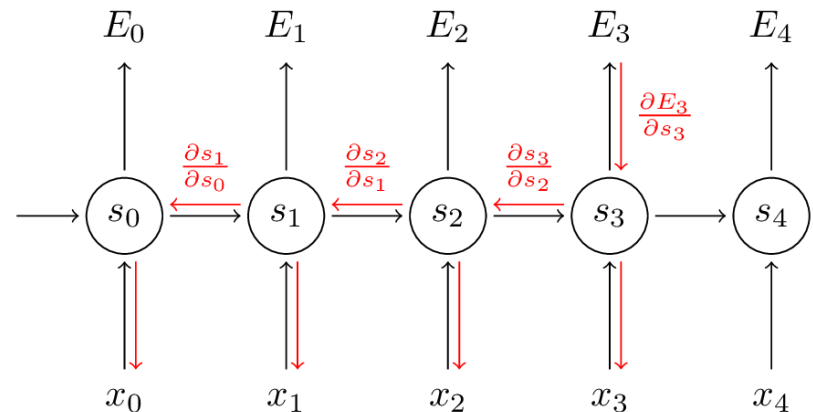 E₀ E₁ E₂ E₃ E₄
∂E₃/∂s₃
∂s₁/∂s₀ ∂s₂/∂s₁ ∂s₃/∂s₂
s₀ s₁ s₂ s₃ s₄
x₀ x₁ x₂ x₃ x₄